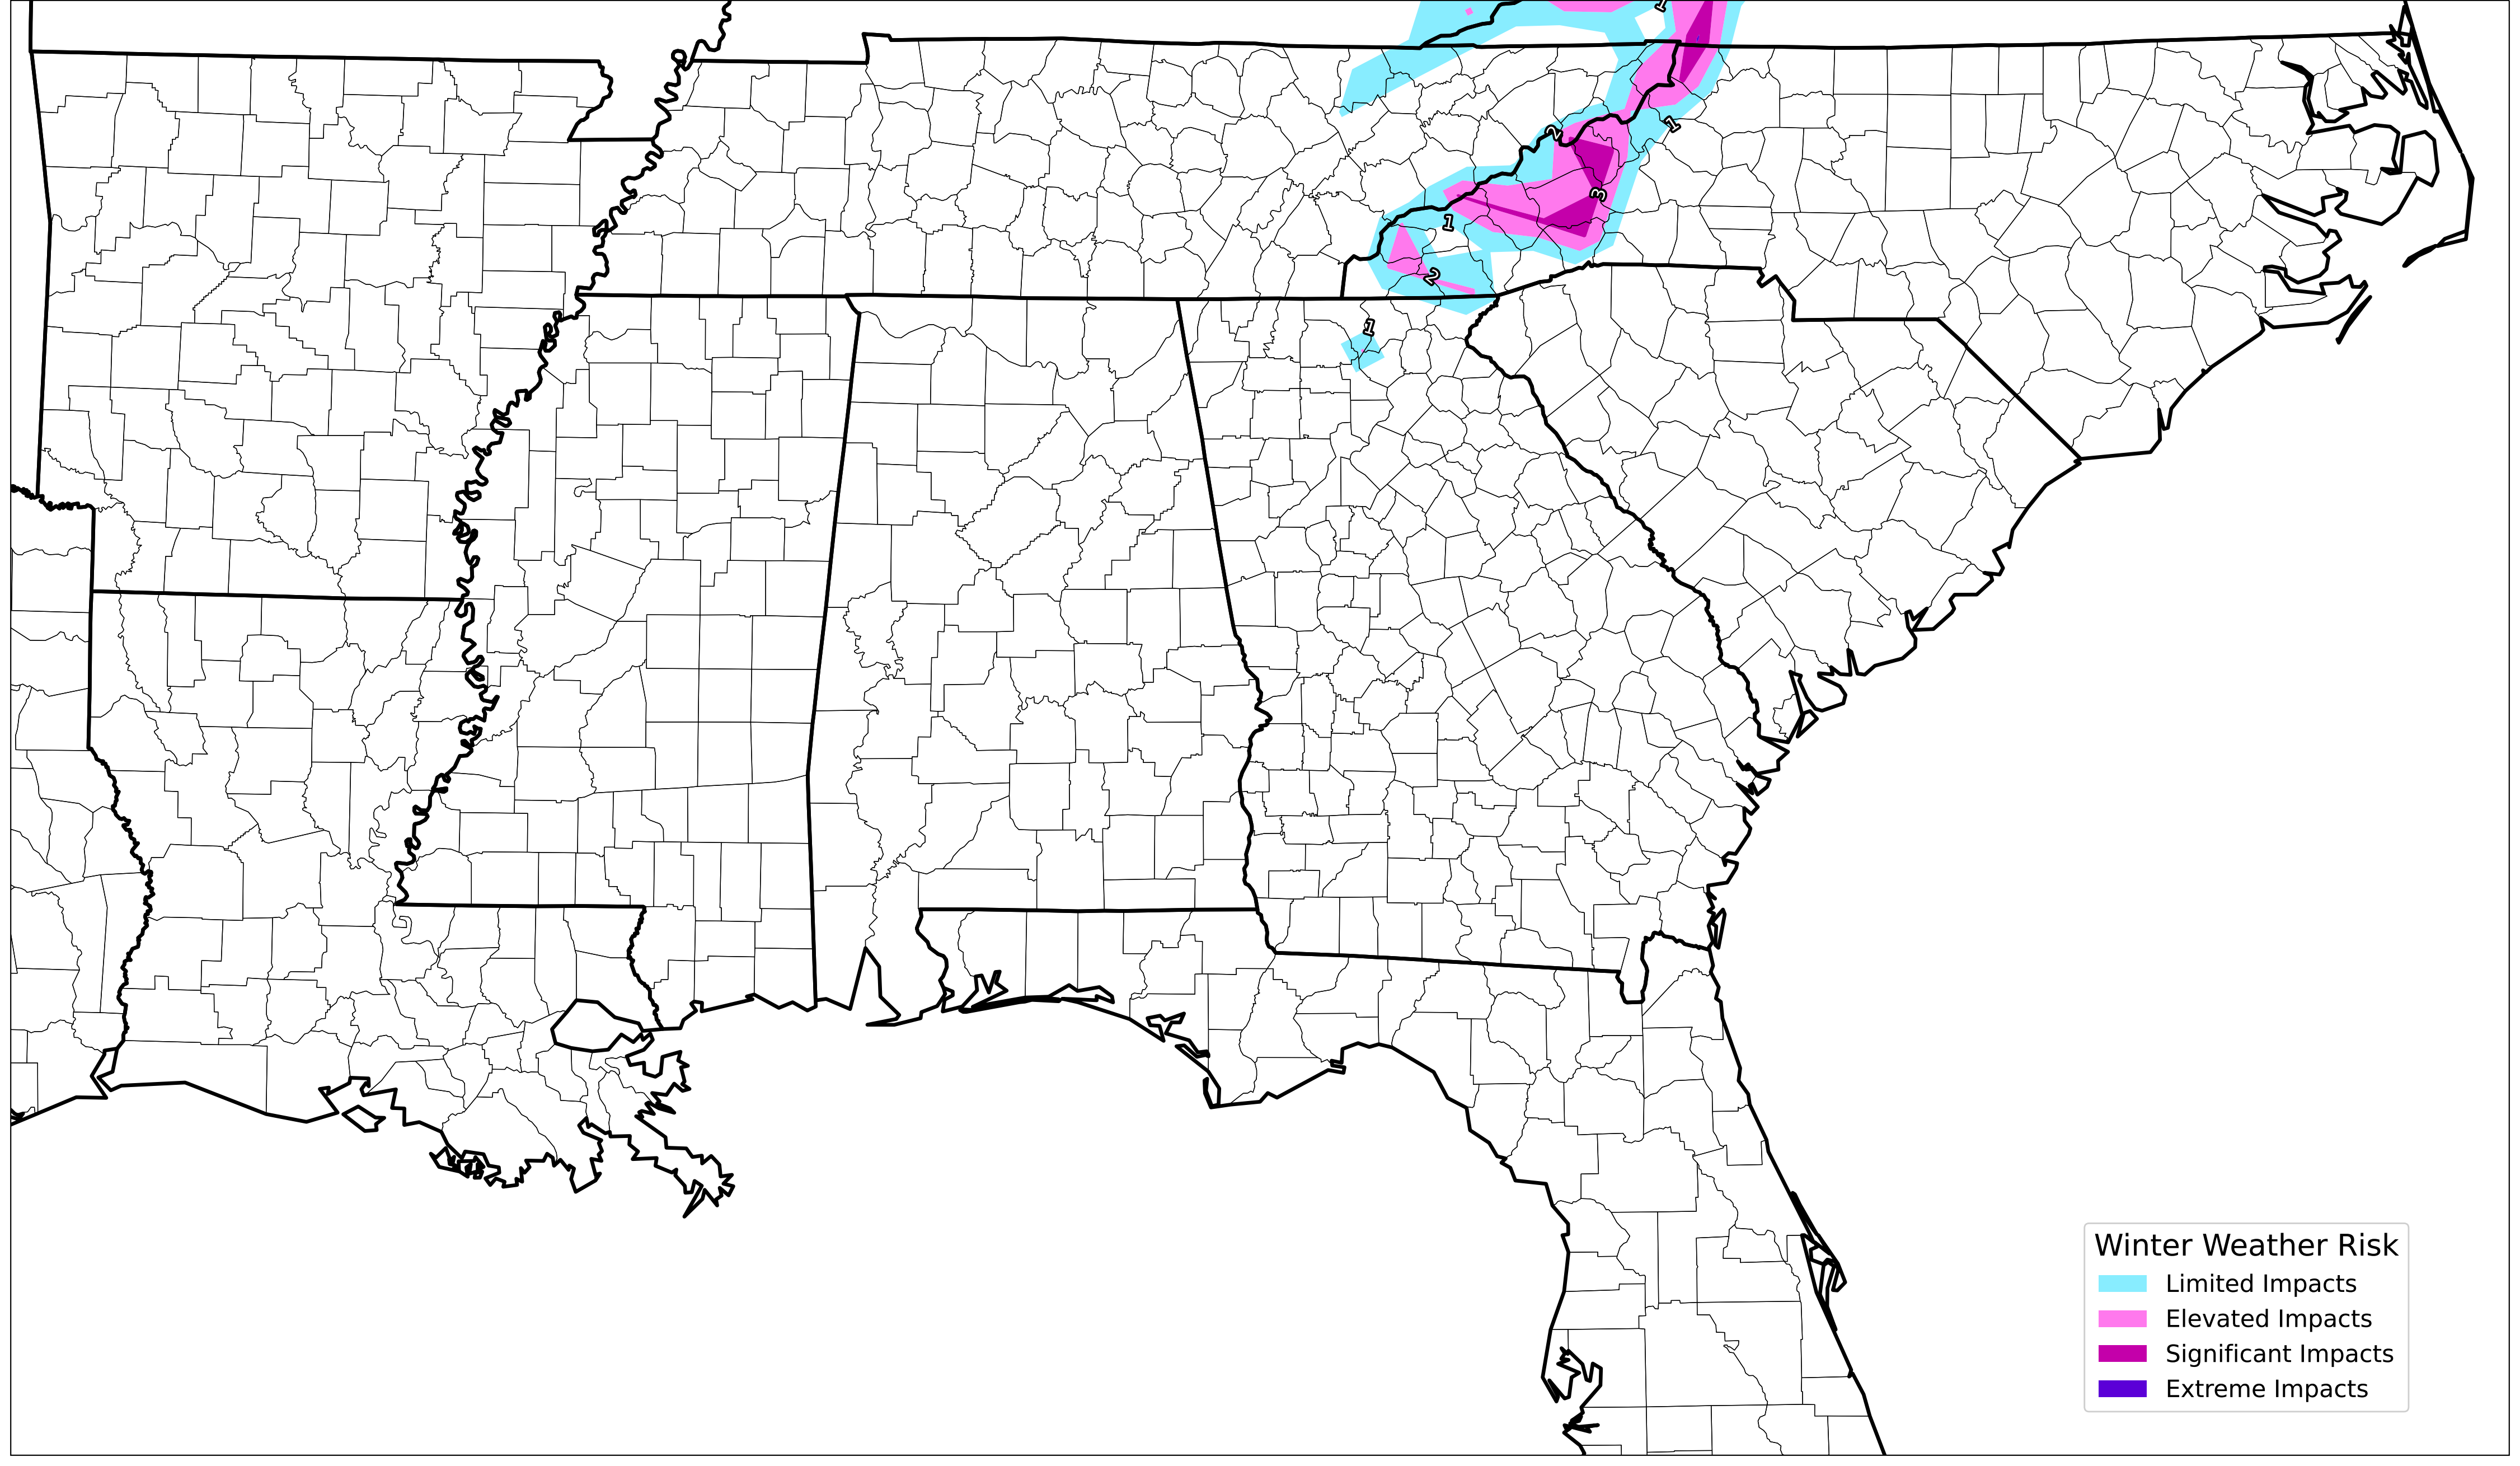 1
1
2
3
1
2
1
Winter Weather Risk
Limited Impacts
Elevated Impacts
Significant Impacts
Extreme Impacts